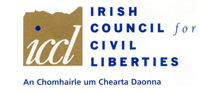 iccl
IRISH
COUNCIL for
CIVIL
LIBERTIES
An Chomhairle um Chearta Daonna